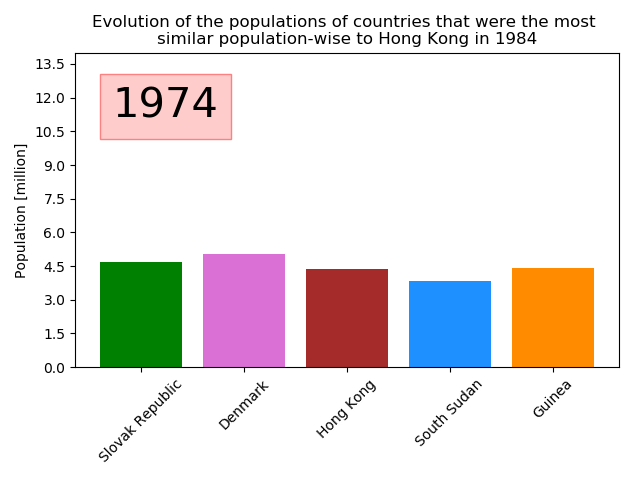 Evolution of the populations of countries that were the most
similar population-wise to Hong Kong in 1984
1974
Population [million]
13.5
12.0
10.5
9.0
7.5
6.0
4.5
3.0
1.5
0.0
Slovak Republic
Denmark
Hong Kong
South Sudan
Guinea